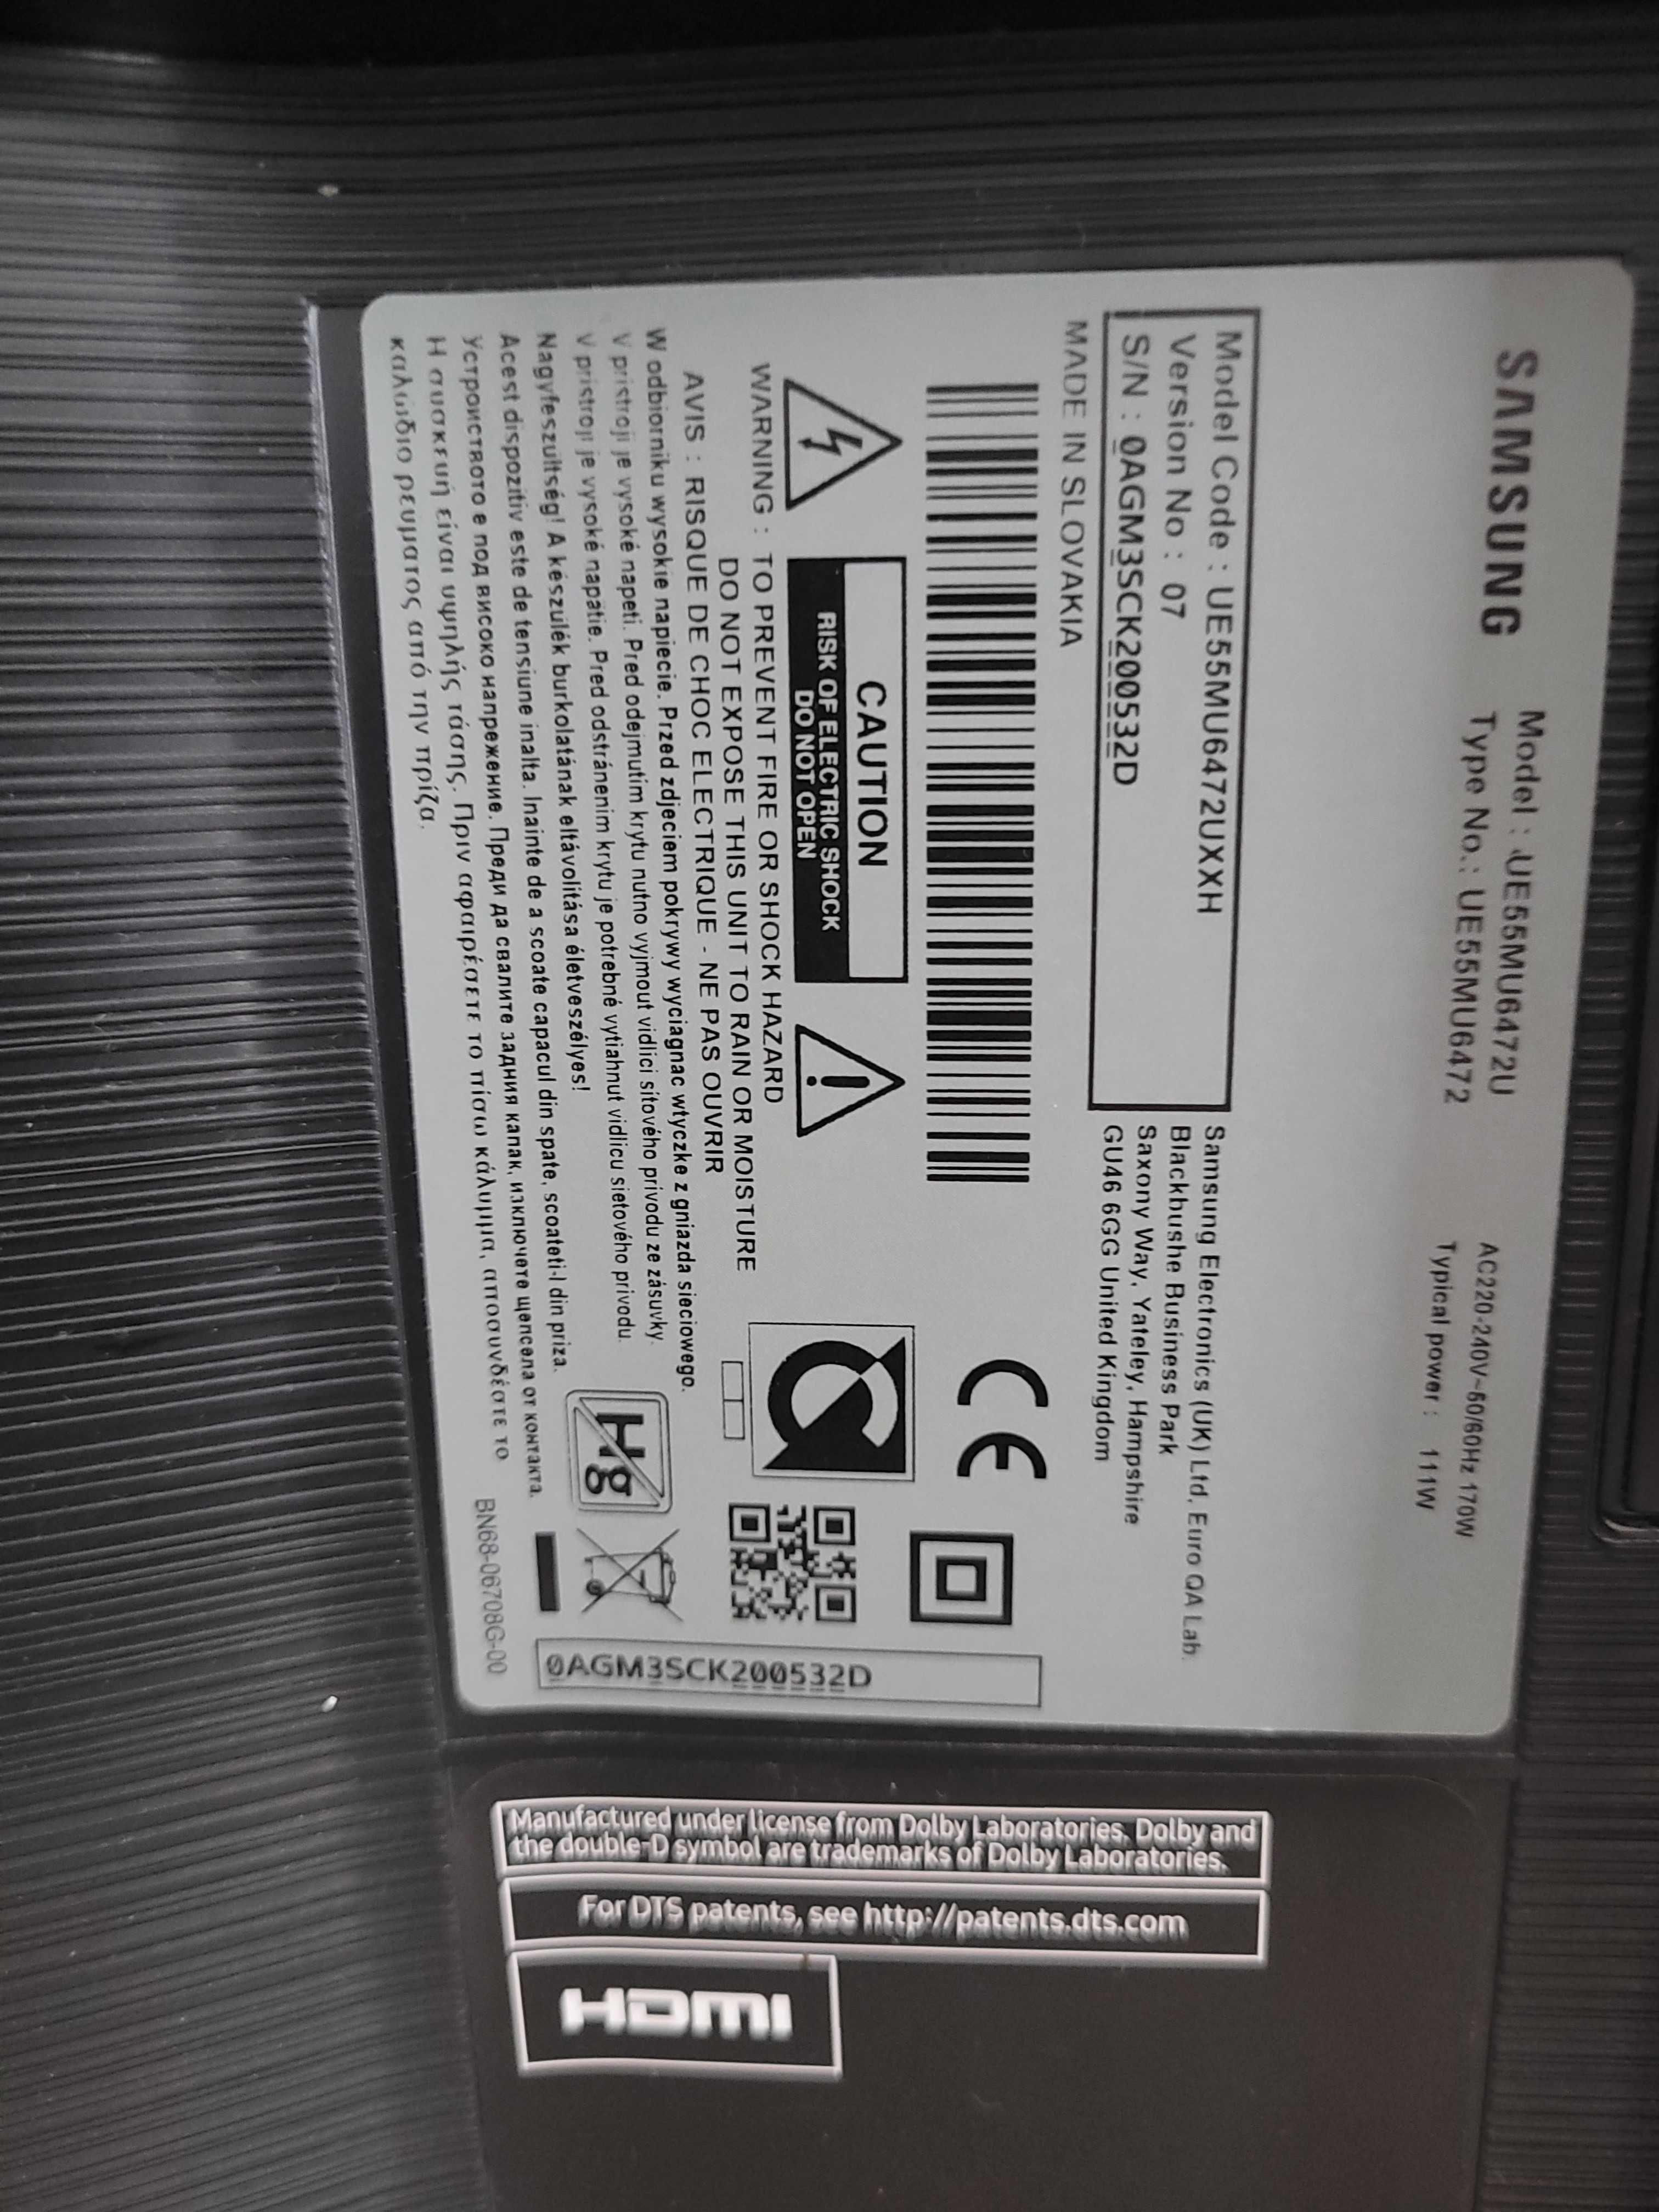 SAMSUNG
Model : UE55MU6472U
Type No.: UE55MU6472
AC220-240V~50/60Hz 170W
Typical power : 111W
Model Code : UE55MU6472UXXH
Version No : 07
S/N : 0AGM3SCK200532D
Samsung Electronics (UK) Ltd, Euro QA Lab.
Blackbushe Business Park
Saxony Way, Yateley, Hampshire
GU46 6GG United Kingdom
MADE IN SLOVAKIA
CE
CAUTION
RISK OF ELECTRIC SHOCK
DO NOT OPEN
WARNING : TO PREVENT FIRE OR SHOCK HAZARD
DO NOT EXPOSE THIS UNIT TO RAIN OR MOISTURE
AVIS : RISQUE DE CHOC ELECTRIQUE - NE PAS OUVRIR
W odbiorniku wysokie napiecie. Przed zdjeciem pokrywy wyciagnac wtyczke z gniazda sieciowego.
V pristroji je vysoké napeti. Pred odejmutim krytu nutno vyjmout vidlici sitového privodu ze zásuvky.
V pristroji je vysoké napätie. Pred odstránenim krytu je potrebné vytiahnut vidlicu sietového privodu.
Nagyfeszultség! A készulék burkolatának eltávolitása életveszélyes!
Acest dispozitiv este de tensiune inalta. Inainte de a scoate capacul din spate, scoateti-l din priza.
Устроиството е под високо напрежение. Преди да свалите задния капак, изключете щепсела от контакта.
Η συσκευή είναι υψηλής τάσης. Πριν αφαιρέσετε το πίσω κάλυμμα, αποσυνδέστε το
καλώδιο ρεύματος από την πρίζα.
Hg
BN68-06708G-00
0AGM3SCK200532D
Manufactured under license from Dolby Laboratories. Dolby and
the double-D symbol are trademarks of Dolby Laboratories.
For DTS patents, see http://patents.dts.com
HDMI